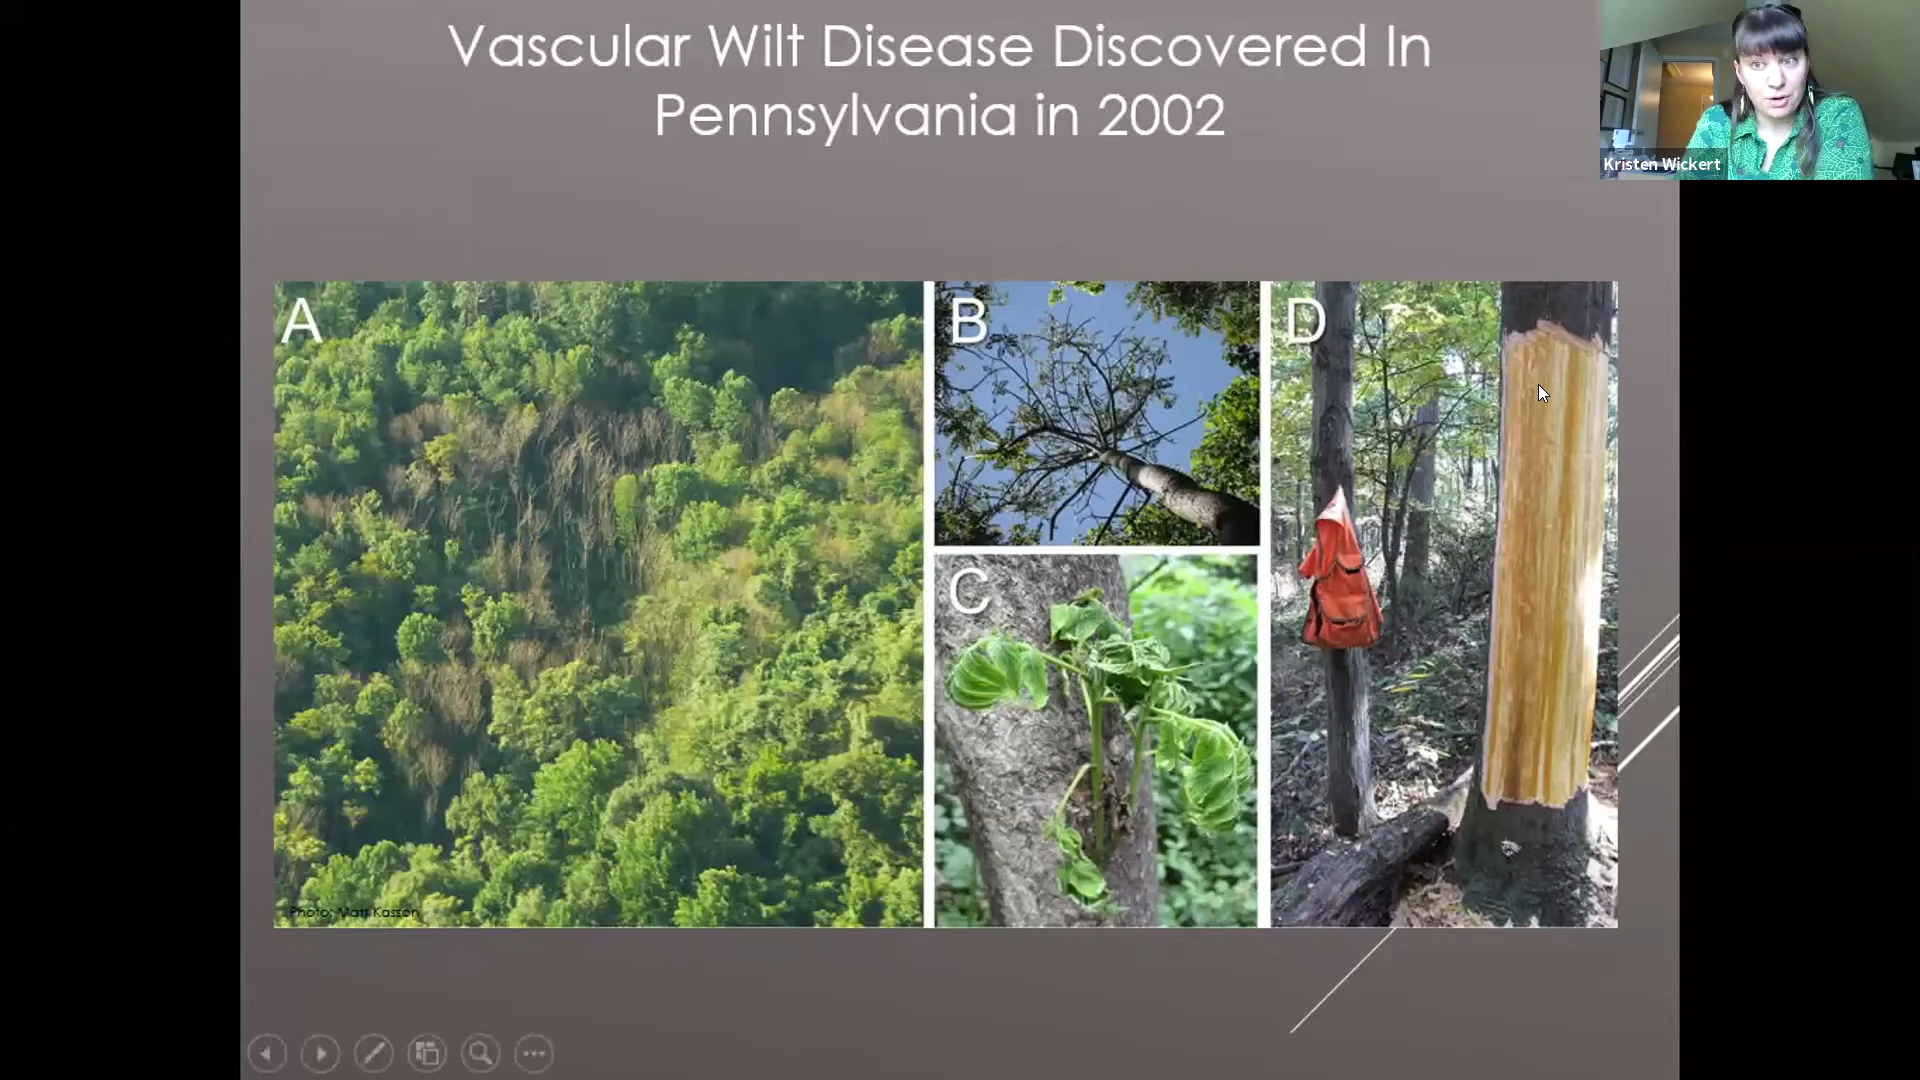 Vascular Wilt Disease Discovered In
Pennsylvania in 2002
Kristen Wickert
A
B
D
C
Photo: Matt Kasson